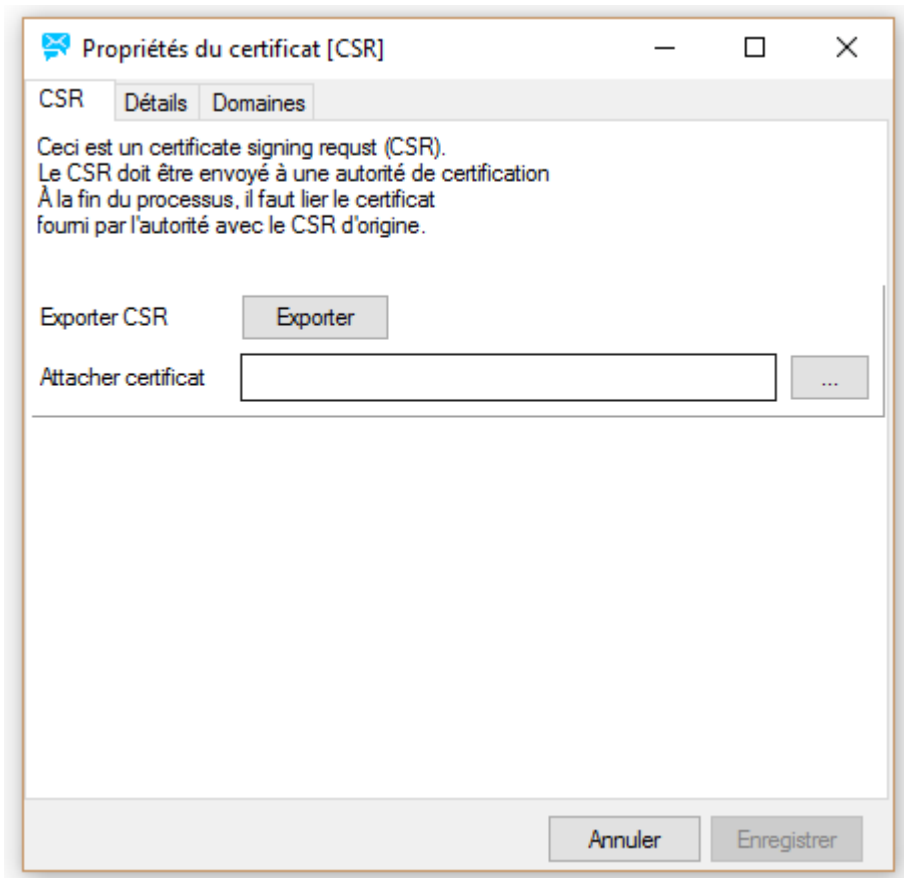 Propriétés du certificat [CSR]
CSR Détails Domaines
Ceci est un certificate signing requst (CSR).
Le CSR doit être envoyé à une autorité de certification
À la fin du processus, il faut lier le certificat
fourni par l'autorité avec le CSR d'origine.
Exporter CSR Exporter
Attacher certificat ...
Annuler Enregistrer